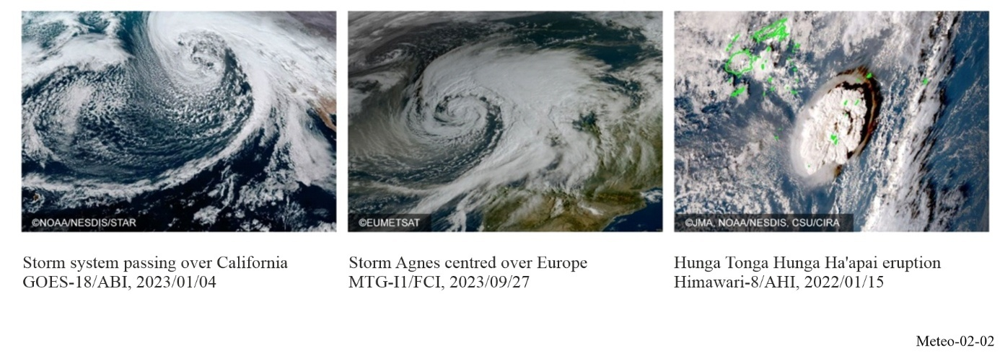 ©NOAA/NESDIS/STAR
©EUMETSAT
©JMA, NOAA/NESDIS, CSU/CIRA
Storm system passing over California
GOES-18/ABI, 2023/01/04
Storm Agnes centred over Europe
MTG-I1/FCI, 2023/09/27
Hunga Tonga Hunga Ha'apai eruption
Himawari-8/AHI, 2022/01/15
Meteo-02-02